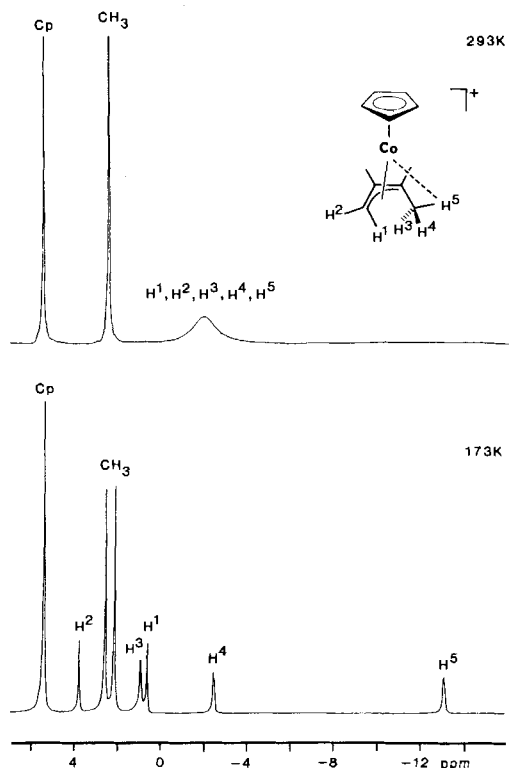 Cp
CH3
293K
]+
Co
H2
H1
H3
H4
H5
H1, H2, H3, H4, H5
Cp
CH3
173K
H2
H3
H1
H4
H5
4 0 -4 -8 -12 ppm